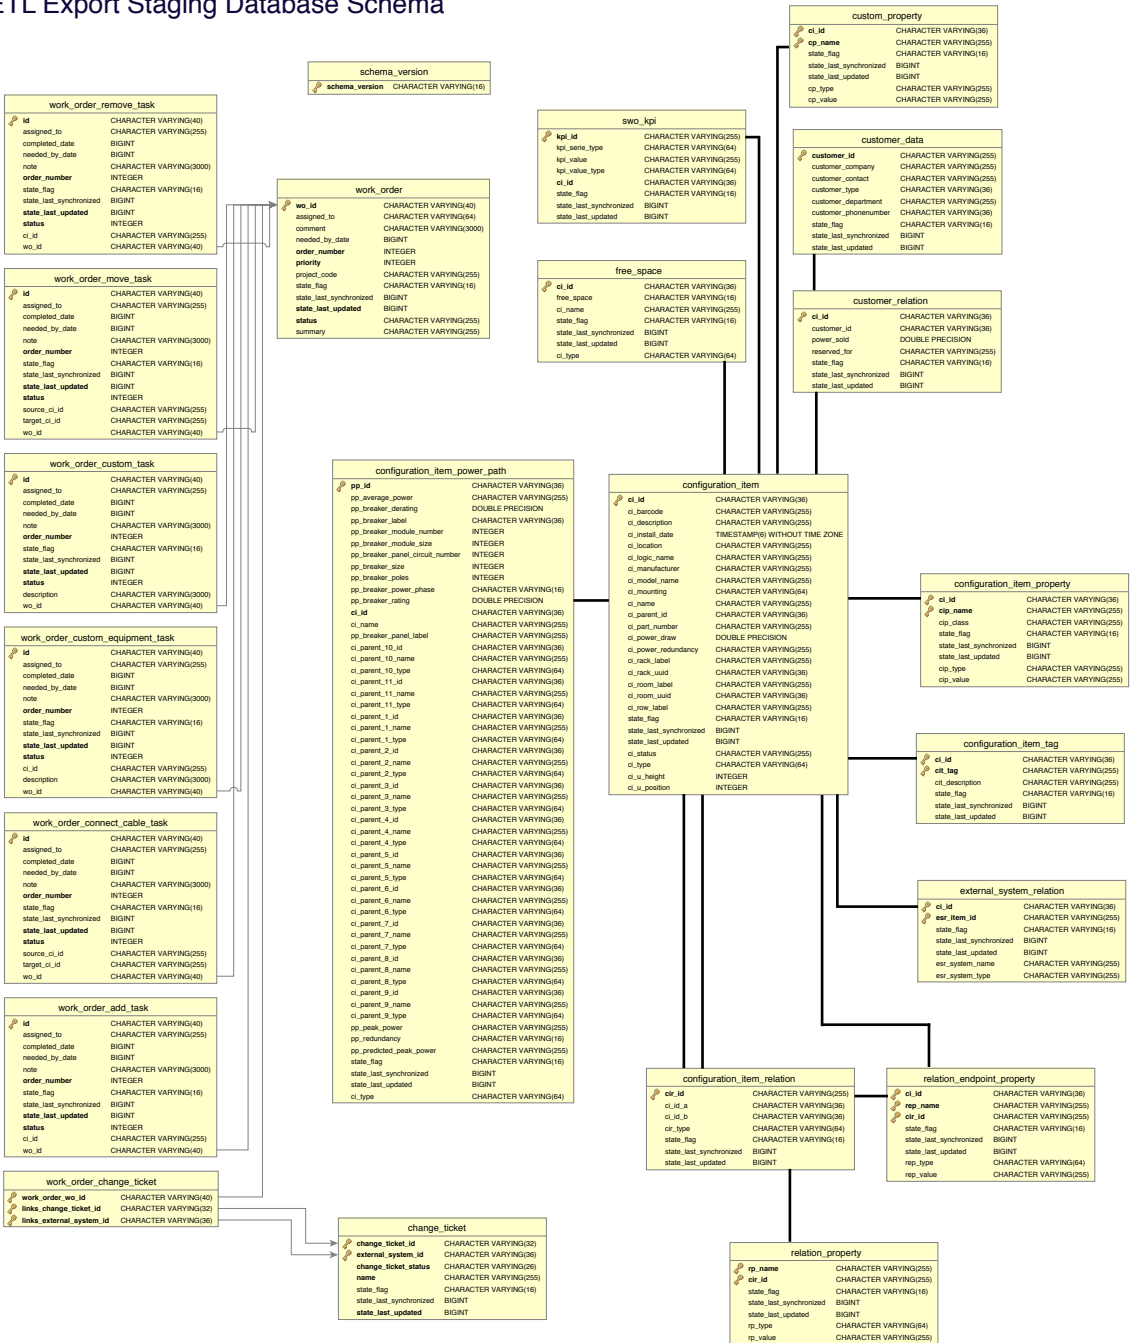 ETL Export Staging Database Schema
custom_property
ci_id CHARACTER VARYING(36)
cp_name CHARACTER VARYING(255)
state_flag CHARACTER VARYING(16)
state_last_synchronized BIGINT
state_last_updated BIGINT
cp_type CHARACTER VARYING(255)
cp_value CHARACTER VARYING(255)
schema_version
schema_version CHARACTER VARYING(16)
work_order_remove_task
id CHARACTER VARYING(40)
assigned_to CHARACTER VARYING(255)
completed_date BIGINT
needed_by_date BIGINT
note CHARACTER VARYING(3000)
order_number INTEGER
state_flag CHARACTER VARYING(16)
state_last_synchronized BIGINT
state_last_updated BIGINT
status INTEGER
ci_id CHARACTER VARYING(255)
wo_id CHARACTER VARYING(40)
swo_kpi
kpi_id CHARACTER VARYING(255)
kpi_serie_type CHARACTER VARYING(64)
kpi_value CHARACTER VARYING(255)
kpi_value_type CHARACTER VARYING(64)
ci_id CHARACTER VARYING(36)
state_flag CHARACTER VARYING(16)
state_last_synchronized BIGINT
state_last_updated BIGINT
customer_data
customer_id CHARACTER VARYING(255)
customer_company CHARACTER VARYING(255)
customer_contact CHARACTER VARYING(255)
customer_type CHARACTER VARYING(36)
customer_department CHARACTER VARYING(255)
customer_phonenumber CHARACTER VARYING(36)
state_flag CHARACTER VARYING(16)
state_last_synchronized BIGINT
state_last_updated BIGINT
work_order
wo_id CHARACTER VARYING(40)
assigned_to CHARACTER VARYING(64)
comment CHARACTER VARYING(3000)
needed_by_date BIGINT
order_number INTEGER
priority INTEGER
project_code CHARACTER VARYING(255)
state_flag CHARACTER VARYING(16)
state_last_synchronized BIGINT
state_last_updated BIGINT
status CHARACTER VARYING(255)
summary CHARACTER VARYING(255)
free_space
ci_id CHARACTER VARYING(36)
free_space CHARACTER VARYING(16)
ci_name CHARACTER VARYING(255)
state_flag CHARACTER VARYING(16)
state_last_synchronized BIGINT
state_last_updated BIGINT
ci_type CHARACTER VARYING(64)
customer_relation
ci_id CHARACTER VARYING(36)
customer_id CHARACTER VARYING(36)
power_sold DOUBLE PRECISION
reserved_for CHARACTER VARYING(255)
state_flag CHARACTER VARYING(16)
state_last_synchronized BIGINT
state_last_updated BIGINT
work_order_move_task
id CHARACTER VARYING(40)
assigned_to CHARACTER VARYING(255)
completed_date BIGINT
needed_by_date BIGINT
note CHARACTER VARYING(3000)
order_number INTEGER
state_flag CHARACTER VARYING(16)
state_last_synchronized BIGINT
state_last_updated BIGINT
status INTEGER
source_ci_id CHARACTER VARYING(255)
target_ci_id CHARACTER VARYING(255)
wo_id CHARACTER VARYING(40)
work_order_custom_task
id CHARACTER VARYING(40)
assigned_to CHARACTER VARYING(255)
completed_date BIGINT
needed_by_date BIGINT
note CHARACTER VARYING(3000)
order_number INTEGER
state_flag CHARACTER VARYING(16)
state_last_synchronized BIGINT
state_last_updated BIGINT
status INTEGER
description CHARACTER VARYING(3000)
wo_id CHARACTER VARYING(40)
configuration_item_power_path
pp_id CHARACTER VARYING(36)
pp_average_power CHARACTER VARYING(255)
pp_breaker_derating DOUBLE PRECISION
pp_breaker_label CHARACTER VARYING(36)
pp_breaker_module_number INTEGER
pp_breaker_module_size INTEGER
pp_breaker_panel_circuit_number INTEGER
pp_breaker_size INTEGER
pp_breaker_poles INTEGER
pp_breaker_power_phase CHARACTER VARYING(16)
pp_breaker_rating DOUBLE PRECISION
ci_id CHARACTER VARYING(36)
ci_name CHARACTER VARYING(255)
pp_breaker_panel_label CHARACTER VARYING(255)
ci_parent_10_id CHARACTER VARYING(36)
ci_parent_10_name CHARACTER VARYING(255)
ci_parent_10_type CHARACTER VARYING(64)
ci_parent_11_id CHARACTER VARYING(36)
ci_parent_11_name CHARACTER VARYING(255)
ci_parent_11_type CHARACTER VARYING(64)
ci_parent_1_id CHARACTER VARYING(36)
ci_parent_1_name CHARACTER VARYING(255)
ci_parent_1_type CHARACTER VARYING(64)
ci_parent_2_id CHARACTER VARYING(36)
ci_parent_2_name CHARACTER VARYING(255)
ci_parent_2_type CHARACTER VARYING(64)
ci_parent_3_id CHARACTER VARYING(36)
ci_parent_3_name CHARACTER VARYING(255)
ci_parent_3_type CHARACTER VARYING(64)
ci_parent_4_id CHARACTER VARYING(36)
ci_parent_4_name CHARACTER VARYING(255)
ci_parent_4_type CHARACTER VARYING(64)
ci_parent_5_id CHARACTER VARYING(36)
ci_parent_5_name CHARACTER VARYING(255)
ci_parent_5_type CHARACTER VARYING(64)
ci_parent_6_id CHARACTER VARYING(36)
ci_parent_6_name CHARACTER VARYING(255)
ci_parent_6_type CHARACTER VARYING(64)
ci_parent_7_id CHARACTER VARYING(36)
ci_parent_7_name CHARACTER VARYING(255)
ci_parent_7_type CHARACTER VARYING(64)
ci_parent_8_id CHARACTER VARYING(36)
ci_parent_8_name CHARACTER VARYING(255)
ci_parent_8_type CHARACTER VARYING(64)
ci_parent_9_id CHARACTER VARYING(36)
ci_parent_9_name CHARACTER VARYING(255)
ci_parent_9_type CHARACTER VARYING(64)
pp_peak_power CHARACTER VARYING(255)
pp_redundancy CHARACTER VARYING(16)
pp_predicted_peak_power CHARACTER VARYING(255)
state_flag CHARACTER VARYING(16)
state_last_synchronized BIGINT
state_last_updated BIGINT
ci_type CHARACTER VARYING(64)
configuration_item
ci_id CHARACTER VARYING(36)
ci_barcode CHARACTER VARYING(255)
ci_description CHARACTER VARYING(255)
ci_install_date TIMESTAMP(6) WITHOUT TIME ZONE
ci_location CHARACTER VARYING(255)
ci_logic_name CHARACTER VARYING(255)
ci_manufacturer CHARACTER VARYING(255)
ci_model_name CHARACTER VARYING(255)
ci_mounting CHARACTER VARYING(64)
ci_name CHARACTER VARYING(255)
ci_parent_id CHARACTER VARYING(36)
ci_part_number CHARACTER VARYING(255)
ci_power_draw DOUBLE PRECISION
ci_power_redundancy CHARACTER VARYING(255)
ci_rack_label CHARACTER VARYING(255)
ci_rack_uuid CHARACTER VARYING(36)
ci_room_label CHARACTER VARYING(255)
ci_room_uuid CHARACTER VARYING(36)
ci_row_label CHARACTER VARYING(255)
state_flag CHARACTER VARYING(16)
state_last_synchronized BIGINT
state_last_updated BIGINT
ci_status CHARACTER VARYING(255)
ci_type CHARACTER VARYING(64)
ci_u_height INTEGER
ci_u_position INTEGER
configuration_item_property
ci_id CHARACTER VARYING(36)
cip_name CHARACTER VARYING(255)
cip_class CHARACTER VARYING(255)
state_flag CHARACTER VARYING(16)
state_last_synchronized BIGINT
state_last_updated BIGINT
cip_type CHARACTER VARYING(255)
cip_value CHARACTER VARYING(255)
work_order_custom_equipment_task
id CHARACTER VARYING(40)
assigned_to CHARACTER VARYING(255)
completed_date BIGINT
needed_by_date BIGINT
note CHARACTER VARYING(3000)
order_number INTEGER
state_flag CHARACTER VARYING(16)
state_last_synchronized BIGINT
state_last_updated BIGINT
status INTEGER
ci_id CHARACTER VARYING(255)
description CHARACTER VARYING(3000)
wo_id CHARACTER VARYING(40)
configuration_item_tag
ci_id CHARACTER VARYING(36)
cit_tag CHARACTER VARYING(255)
cit_description CHARACTER VARYING(255)
state_flag CHARACTER VARYING(16)
state_last_synchronized BIGINT
state_last_updated BIGINT
work_order_connect_cable_task
id CHARACTER VARYING(40)
assigned_to CHARACTER VARYING(255)
completed_date BIGINT
needed_by_date BIGINT
note CHARACTER VARYING(3000)
order_number INTEGER
state_flag CHARACTER VARYING(16)
state_last_synchronized BIGINT
state_last_updated BIGINT
status INTEGER
source_ci_id CHARACTER VARYING(255)
target_ci_id CHARACTER VARYING(255)
wo_id CHARACTER VARYING(40)
external_system_relation
ci_id CHARACTER VARYING(36)
esr_item_id CHARACTER VARYING(255)
state_flag CHARACTER VARYING(16)
state_last_synchronized BIGINT
state_last_updated BIGINT
esr_system_name CHARACTER VARYING(255)
esr_system_type CHARACTER VARYING(255)
work_order_add_task
id CHARACTER VARYING(40)
assigned_to CHARACTER VARYING(255)
completed_date BIGINT
needed_by_date BIGINT
note CHARACTER VARYING(3000)
order_number INTEGER
state_flag CHARACTER VARYING(16)
state_last_synchronized BIGINT
state_last_updated BIGINT
status INTEGER
ci_id CHARACTER VARYING(255)
wo_id CHARACTER VARYING(40)
configuration_item_relation
cir_id CHARACTER VARYING(255)
ci_id_a CHARACTER VARYING(36)
ci_id_b CHARACTER VARYING(36)
cir_type CHARACTER VARYING(64)
state_flag CHARACTER VARYING(16)
state_last_synchronized BIGINT
state_last_updated BIGINT
relation_endpoint_property
ci_id CHARACTER VARYING(36)
rep_name CHARACTER VARYING(255)
cir_id CHARACTER VARYING(255)
state_flag CHARACTER VARYING(16)
state_last_synchronized BIGINT
state_last_updated BIGINT
rep_type CHARACTER VARYING(64)
rep_value CHARACTER VARYING(255)
work_order_change_ticket
work_order_wo_id CHARACTER VARYING(40)
links_change_ticket_id CHARACTER VARYING(32)
links_external_system_id CHARACTER VARYING(36)
change_ticket
change_ticket_id CHARACTER VARYING(32)
external_system_id CHARACTER VARYING(36)
change_ticket_status CHARACTER VARYING(26)
name CHARACTER VARYING(255)
state_flag CHARACTER VARYING(16)
state_last_synchronized BIGINT
state_last_updated BIGINT
relation_property
rp_name CHARACTER VARYING(255)
cir_id CHARACTER VARYING(255)
state_flag CHARACTER VARYING(16)
state_last_synchronized BIGINT
state_last_updated BIGINT
rp_type CHARACTER VARYING(64)
rp_value CHARACTER VARYING(255)